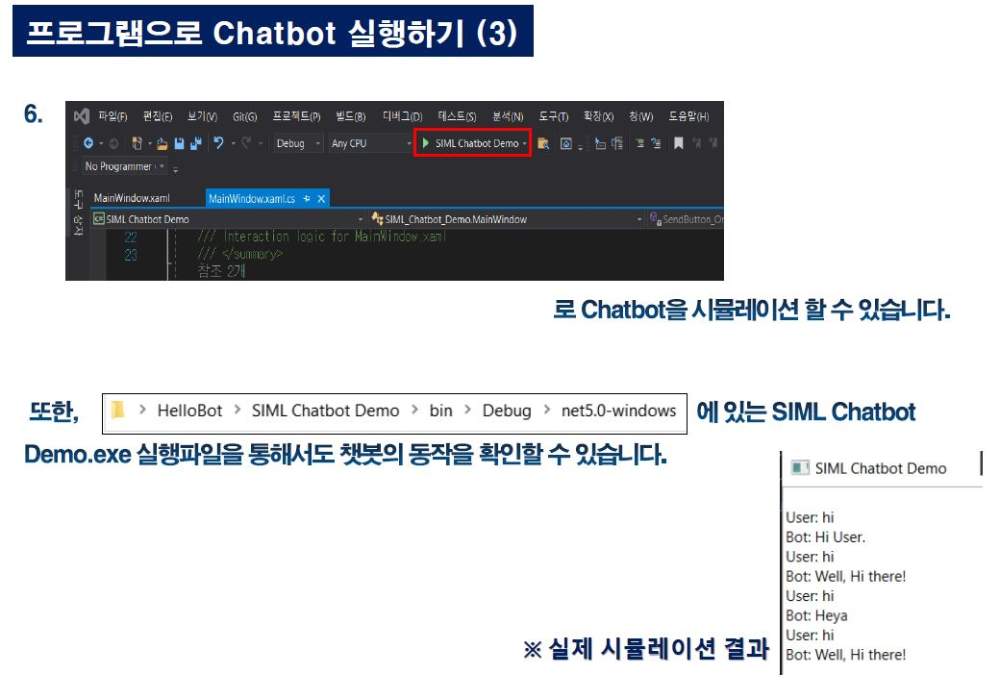 프로그램으로 Chatbot 실행하기 (3)
6.
파일(F) 편집(E) 보기(V) Git(G) 프로젝트(P) 빌드(B) 디버그(D) 테스트(S) 분석(N) 도구(T) 확장(X) 창(W) 도움말(H)
Debug Any CPU SIML Chatbot Demo
No Programmer
도구 상자
MainWindow.xaml MainWindow.xaml.cs
SIML Chatbot Demo SIML_Chatbot_Demo.MainWindow SendButton_On
22 /// Interaction logic for MainWindow.xaml
23 /// </summary>
참조 2개
로 Chatbot을 시뮬레이션 할 수 있습니다.
또한, > HelloBot > SIML Chatbot Demo > bin > Debug > net5.0-windows 에 있는 SIML Chatbot
Demo.exe 실행파일을 통해서도 챗봇의 동작을 확인할 수 있습니다.
SIML Chatbot Demo
User: hi
Bot: Hi User.
User: hi
Bot: Well, Hi there!
User: hi
Bot: Heya
User: hi
Bot: Well, Hi there!
※ 실제 시뮬레이션 결과